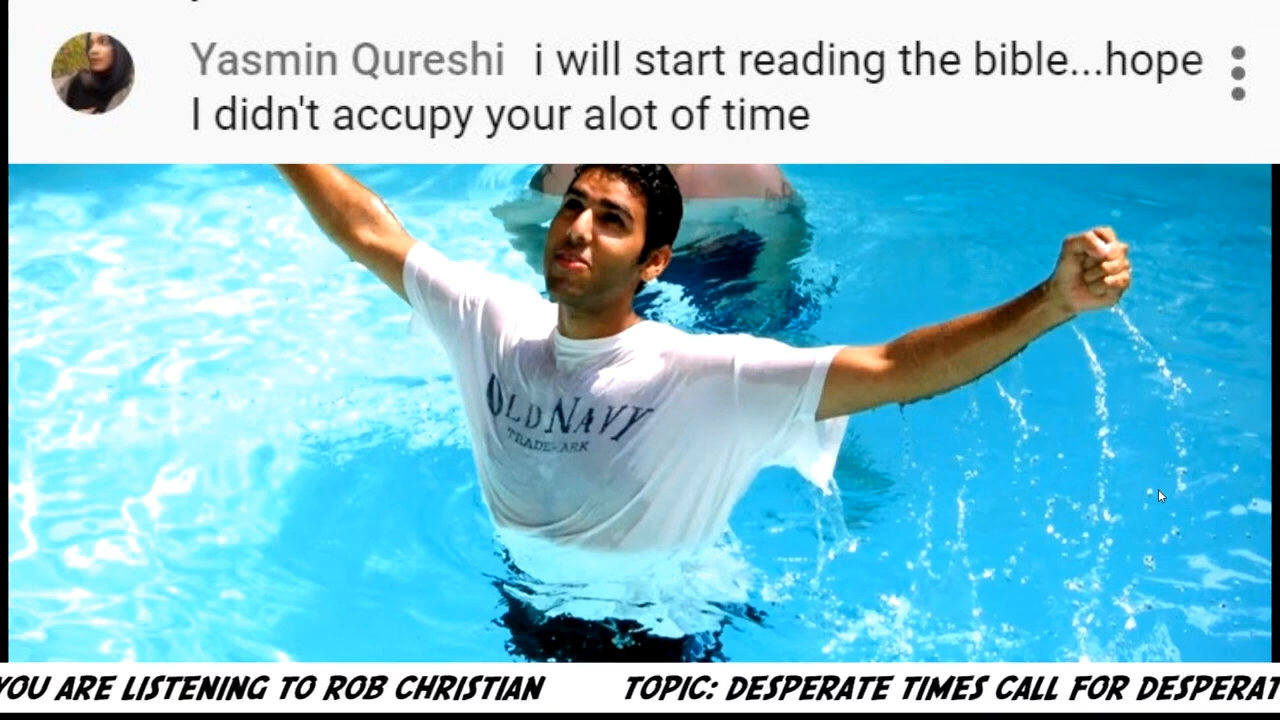 Yasmin Qureshi i will start reading the bible...hope
I didn't accupy your alot of time
OLD NAVY
TRADEMARK
YOU ARE LISTENING TO ROB CHRISTIAN TOPIC: DESPERATE TIMES CALL FOR DESPERAT